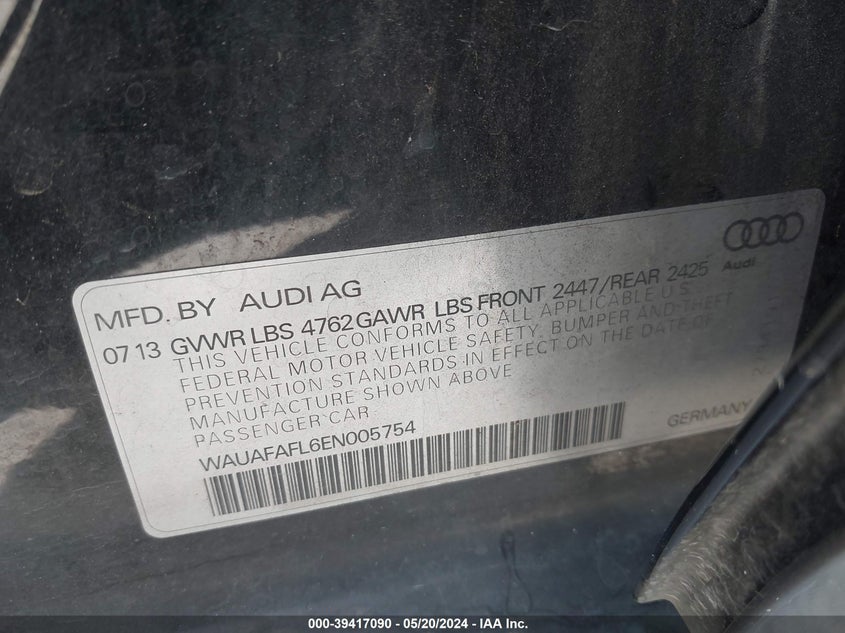 Audi
MFD. BY AUDI AG
07 13 GVWR LBS 4762 GAWR LBS FRONT 2447/REAR 2425
THIS VEHICLE CONFORMS TO ALL APPLICABLE U.S.
FEDERAL MOTOR VEHICLE SAFETY, BUMPER AND THEFT
PREVENTION STANDARDS IN EFFECT ON THE DATE OF
MANUFACTURE SHOWN ABOVE
PASSENGER CAR
WAUAFAFL6EN005754
GERMANY
000-39417090 - 05/20/2024 - IAA Inc.